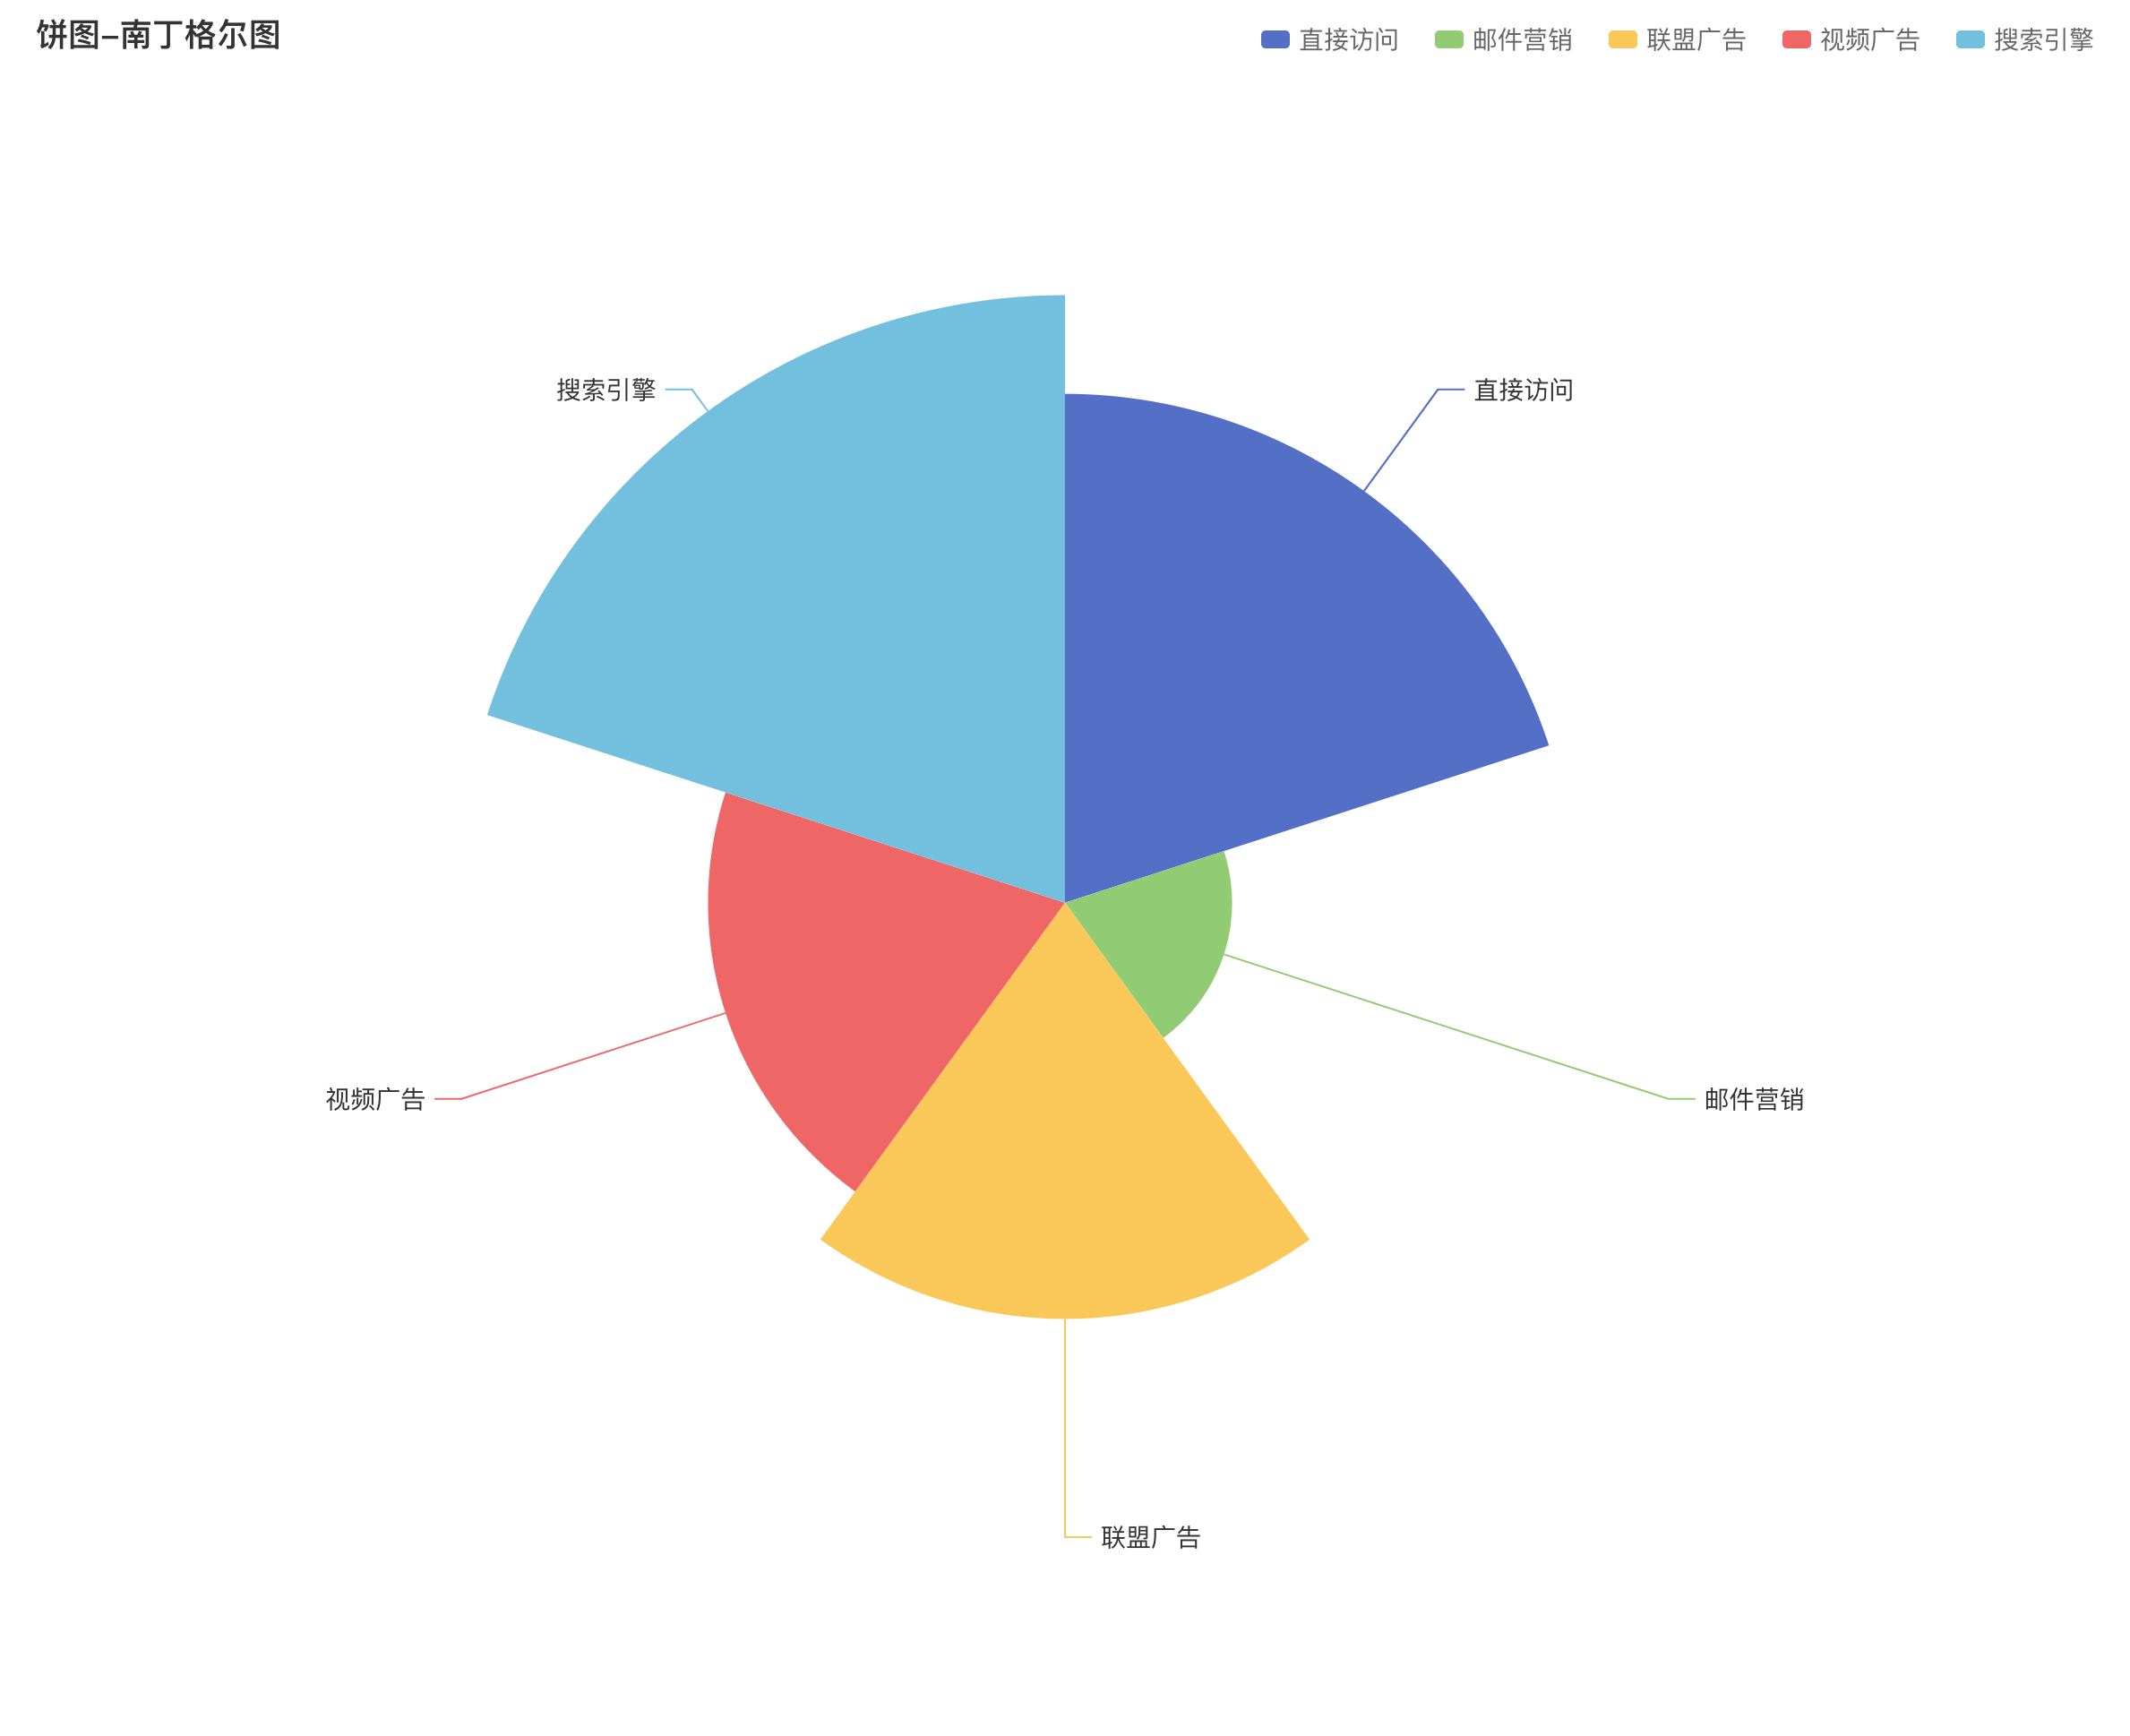 饼图-南丁格尔图
直接访问 邮件营销 联盟广告 视频广告 搜索引擎
搜索引擎
直接访问
视频广告
邮件营销
联盟广告